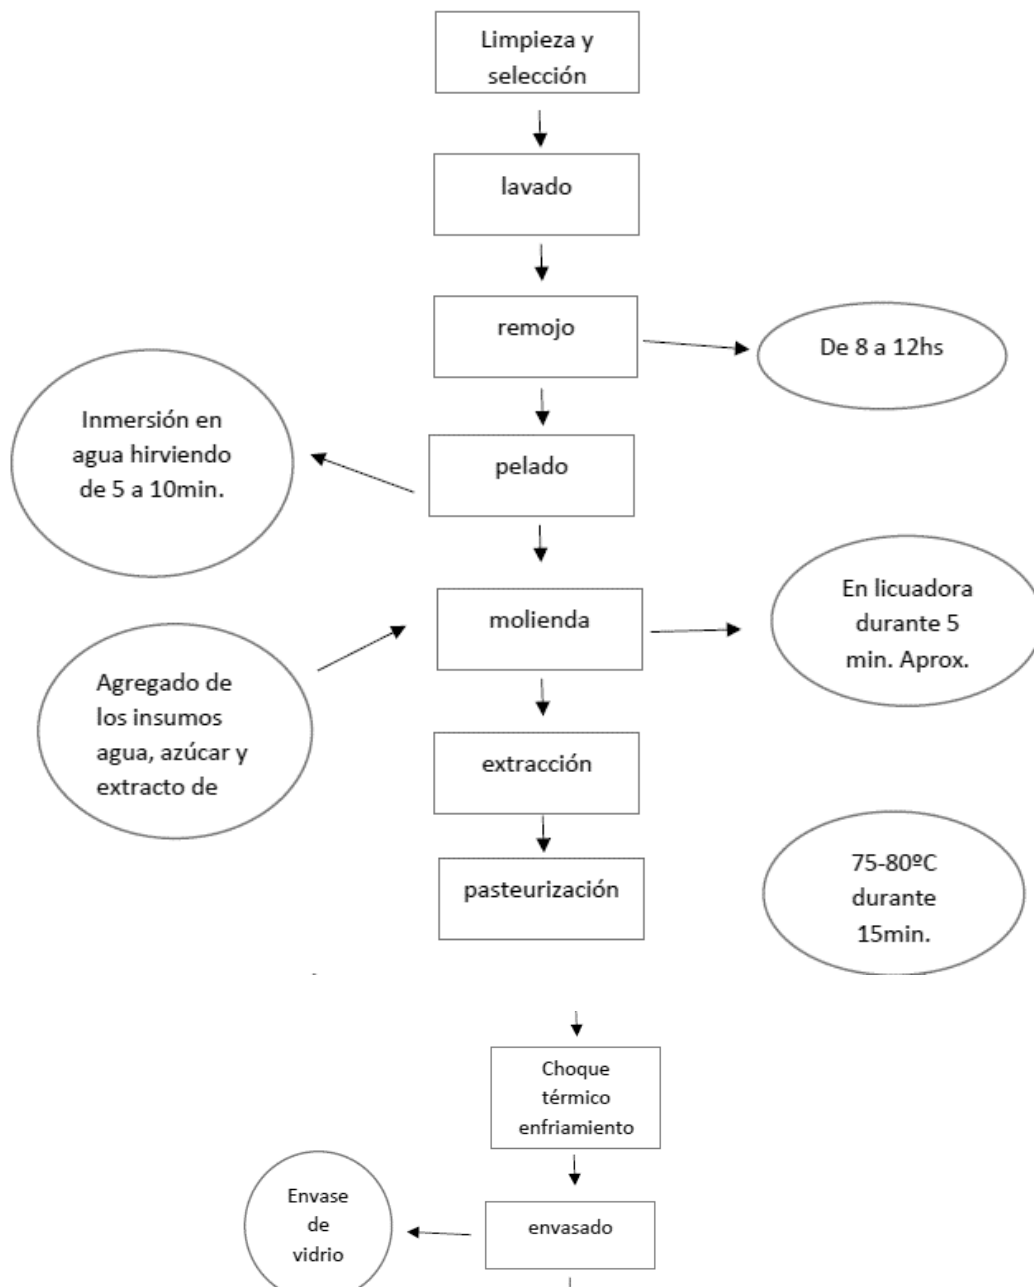 Limpieza y
selección
lavado
remojo
De 8 a 12hs
Inmersión en
agua hirviendo
de 5 a 10min.
pelado
molienda
En licuadora
durante 5
min. Aprox.
Agregado de
los insumos
agua, azúcar y
extracto de
extracción
pasteurización
75-80ºC
durante
15min.
Choque
térmico
enfriamiento
Envase
de
vidrio
envasado